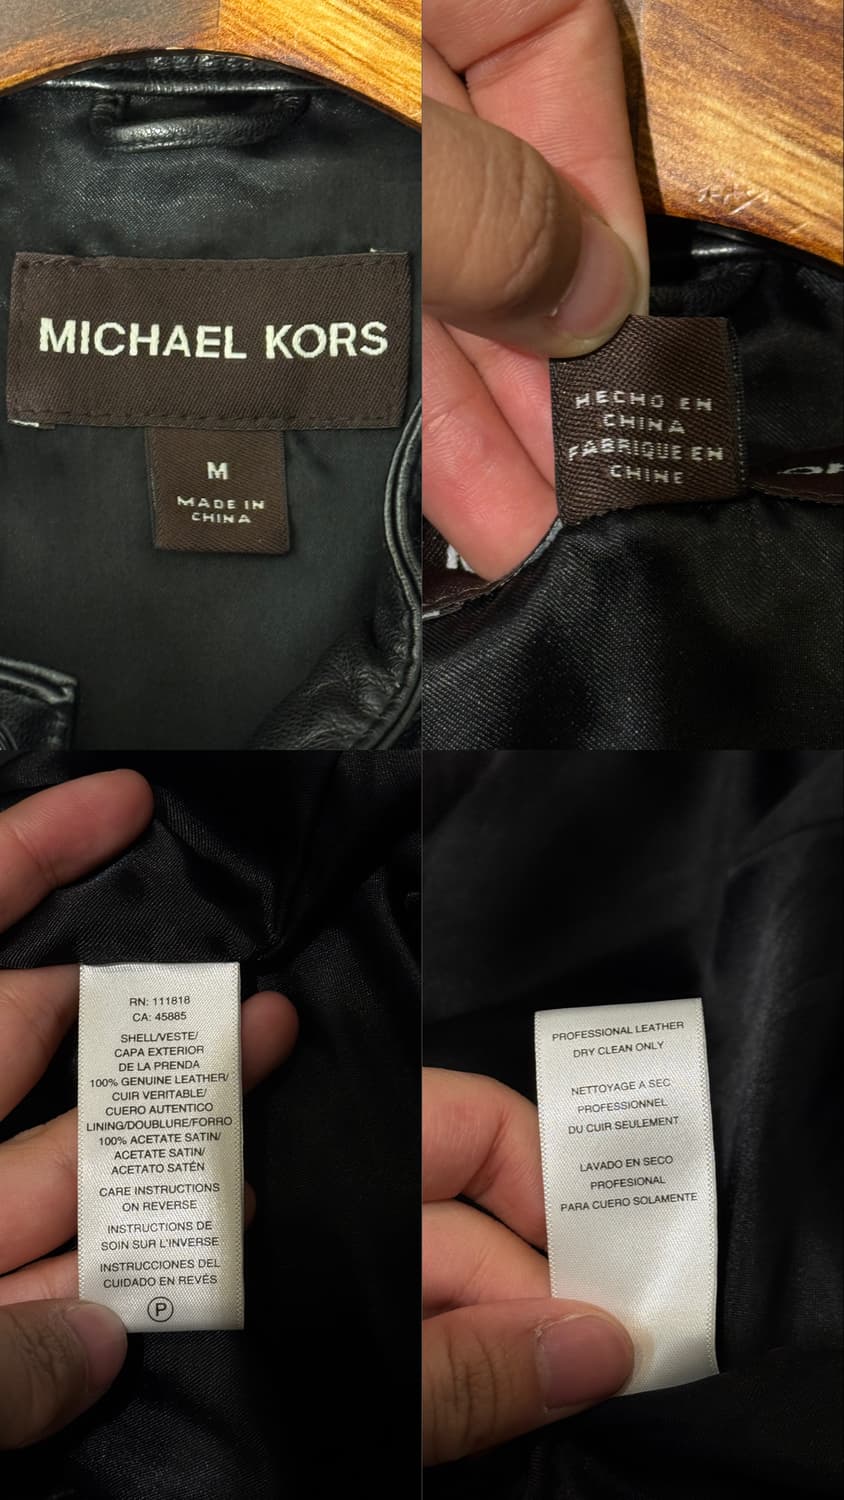 MICHAEL KORS
M
MADE IN
CHINA
HECHO EN
CHINA
FABRIQUE EN
CHINE
RN: 111818
CA: 45885
SHELL/VESTE/
CAPA EXTERIOR
DE LA PRENDA
100% GENUINE LEATHER/
CUIR VERITABLE/
CUERO AUTENTICO
LINING/DOUBLURE/FORRO
100% ACETATE SATIN/
ACETATE SATIN/
ACETATO SATÉN
CARE INSTRUCTIONS
ON REVERSE
INSTRUCTIONS DE
SOIN SUR L'INVERSE
INSTRUCCIONES DEL
CUIDADO EN REVÉS
P
PROFESSIONAL LEATHER
DRY CLEAN ONLY
NETTOYAGE A SEC
PROFESSIONNEL
DU CUIR SEULEMENT
LAVADO EN SECO
PROFESIONAL
PARA CUERO SOLAMENTE